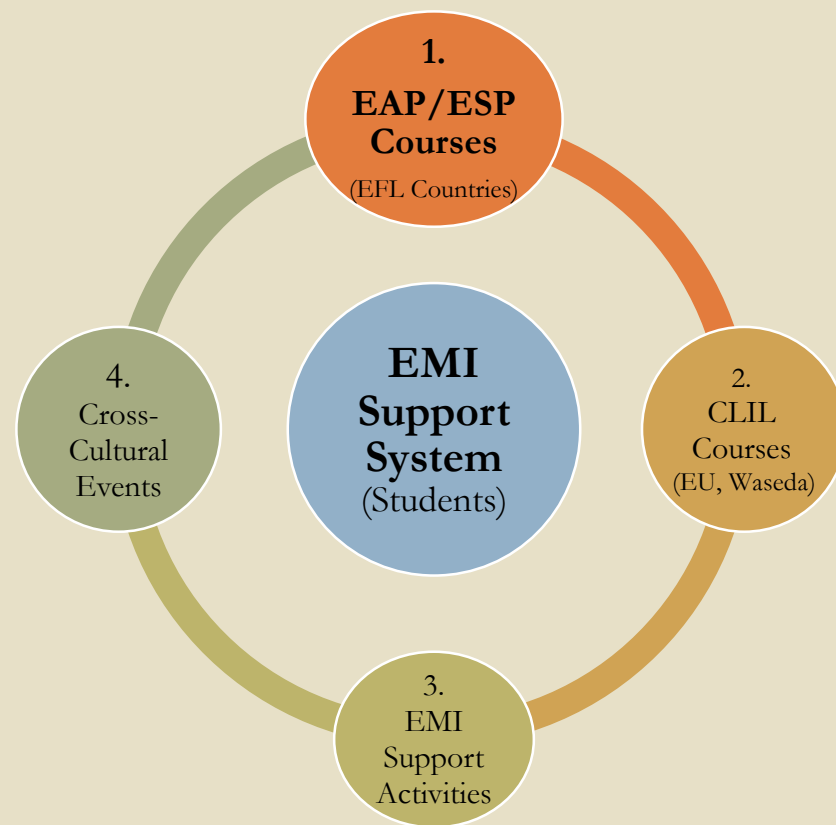 1.
EAP/ESP
Courses
(EFL Countries)
2.
CLIL
Courses
(EU, Waseda)
3.
EMI
Support
Activities
4.
Cross-
Cultural
Events
EMI
Support
System
(Students)